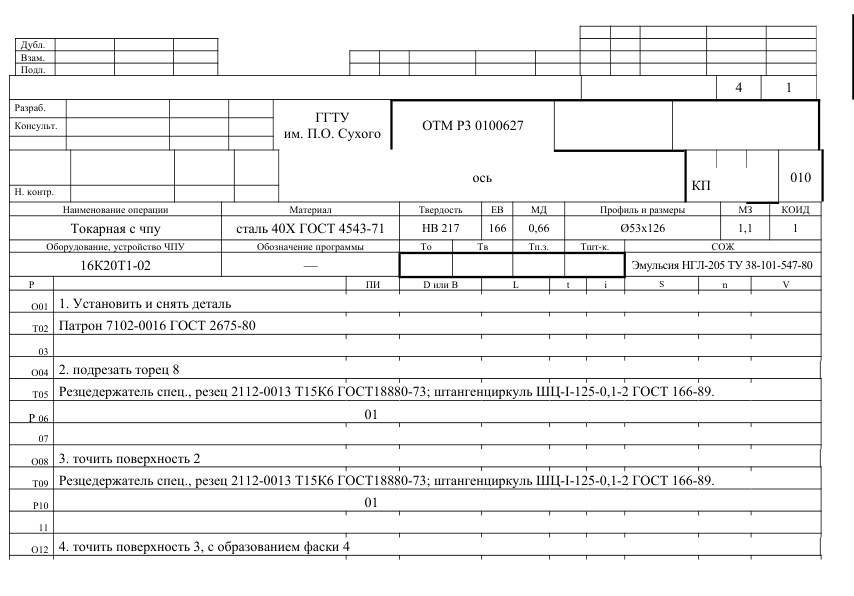 Дубл.
Взам.
Подл.
4 1
Разраб.
Консульт.
ГГТУ
им. П.О. Сухого
ОТМ РЗ 0100627
ось
КП
010
Н. контр.
Наименование операции Материал Твердость ЕВ МД Профиль и размеры МЗ КОИД
Токарная с чпу сталь 40Х ГОСТ 4543-71 НВ 217 166 0,66 Ø53х126 1,1 1
Оборудование, устройство ЧПУ Обозначение программы То Тв Тп.з. Тшт-к. СОЖ
16К20Т1-02 — Эмульсия НГЛ-205 ТУ 38-101-547-80
Р ПИ D или B L t i S n V
О01 1. Установить и снять деталь
Т02 Патрон 7102-0016 ГОСТ 2675-80
03
О04 2. подрезать торец 8
Т05 Резцедержатель спец., резец 2112-0013 Т15К6 ГОСТ18880-73; штангенциркуль ШЦ-I-125-0,1-2 ГОСТ 166-89.
Р 06 01
07
О08 3. точить поверхность 2
Т09 Резцедержатель спец., резец 2112-0013 Т15К6 ГОСТ18880-73; штангенциркуль ШЦ-I-125-0,1-2 ГОСТ 166-89.
Р10 01
11
О12 4. точить поверхность 3, с образованием фаски 4